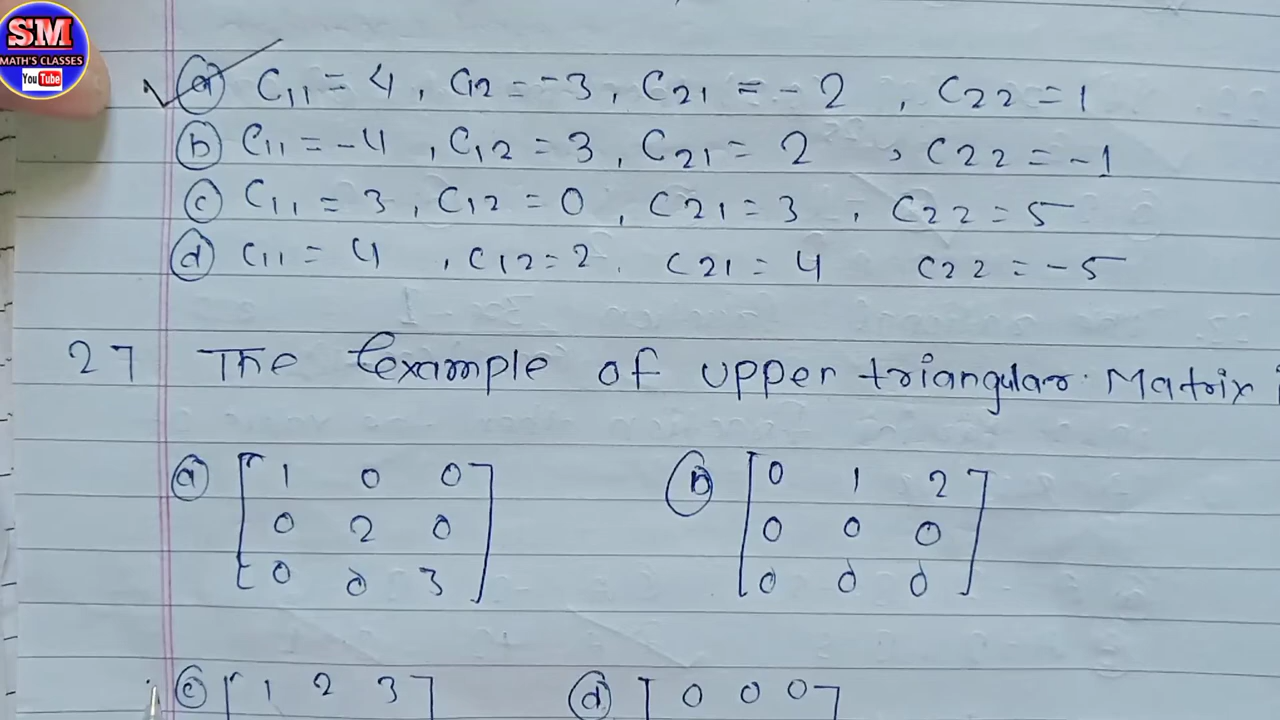 SM
MATH'S CLASSES
YouTube
(a) C11 = 4, C12 = -3, C21 = -2, C22 = 1
(b) C11 = -4, C12 = 3, C21 = 2, C22 = -1
(c) C11 = 3, C12 = 0, C21 = 3, C22 = 5
(d) C11 = 4, C12 = 2. C21 = 4 C22 = -5
27 The Example of upper triangular. Matrix
(a) [1 0 0 (b) [0 1 2
0 2 0 0 0 0
0 0 3] 0 0 0]
(c) [1 2 3] (d) [0 0 0]